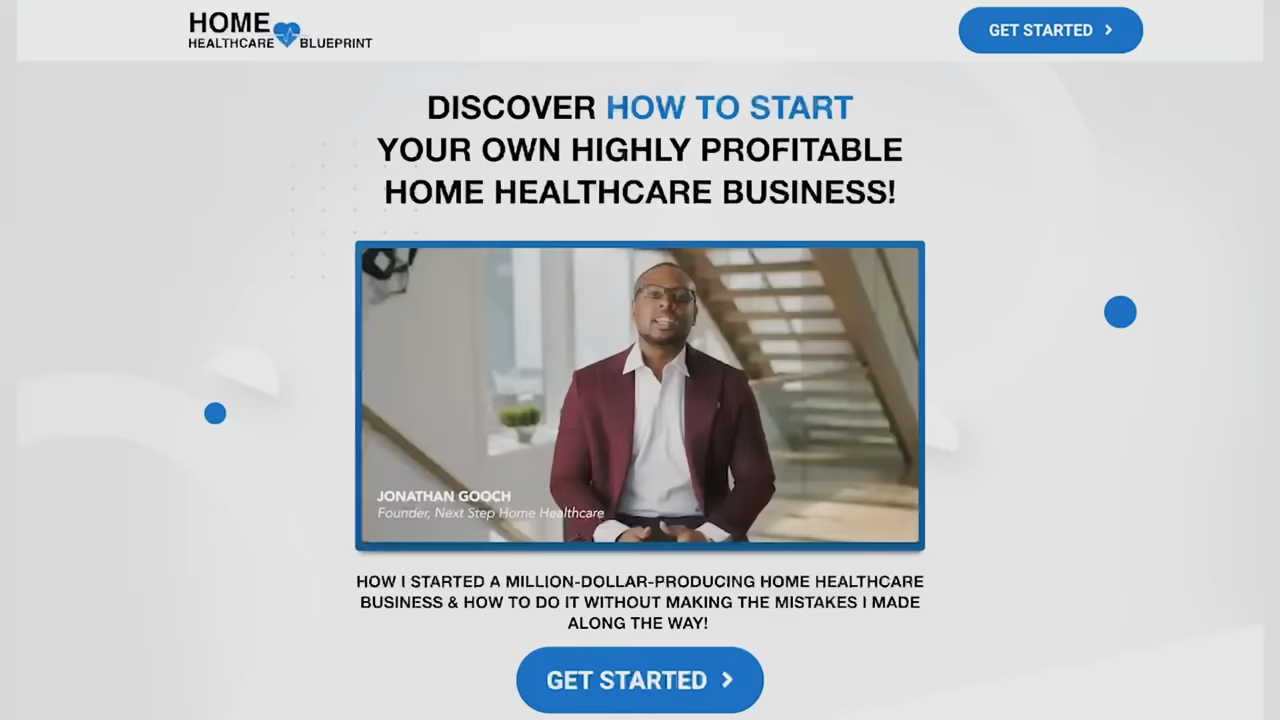 HOME
HEALTHCARE BLUEPRINT
GET STARTED
DISCOVER HOW TO START
YOUR OWN HIGHLY PROFITABLE
HOME HEALTHCARE BUSINESS!
JONATHAN GOOCH
Founder, Next Step Home Healthcare
HOW I STARTED A MILLION-DOLLAR-PRODUCING HOME HEALTHCARE
BUSINESS & HOW TO DO IT WITHOUT MAKING THE MISTAKES I MADE
ALONG THE WAY!
GET STARTED